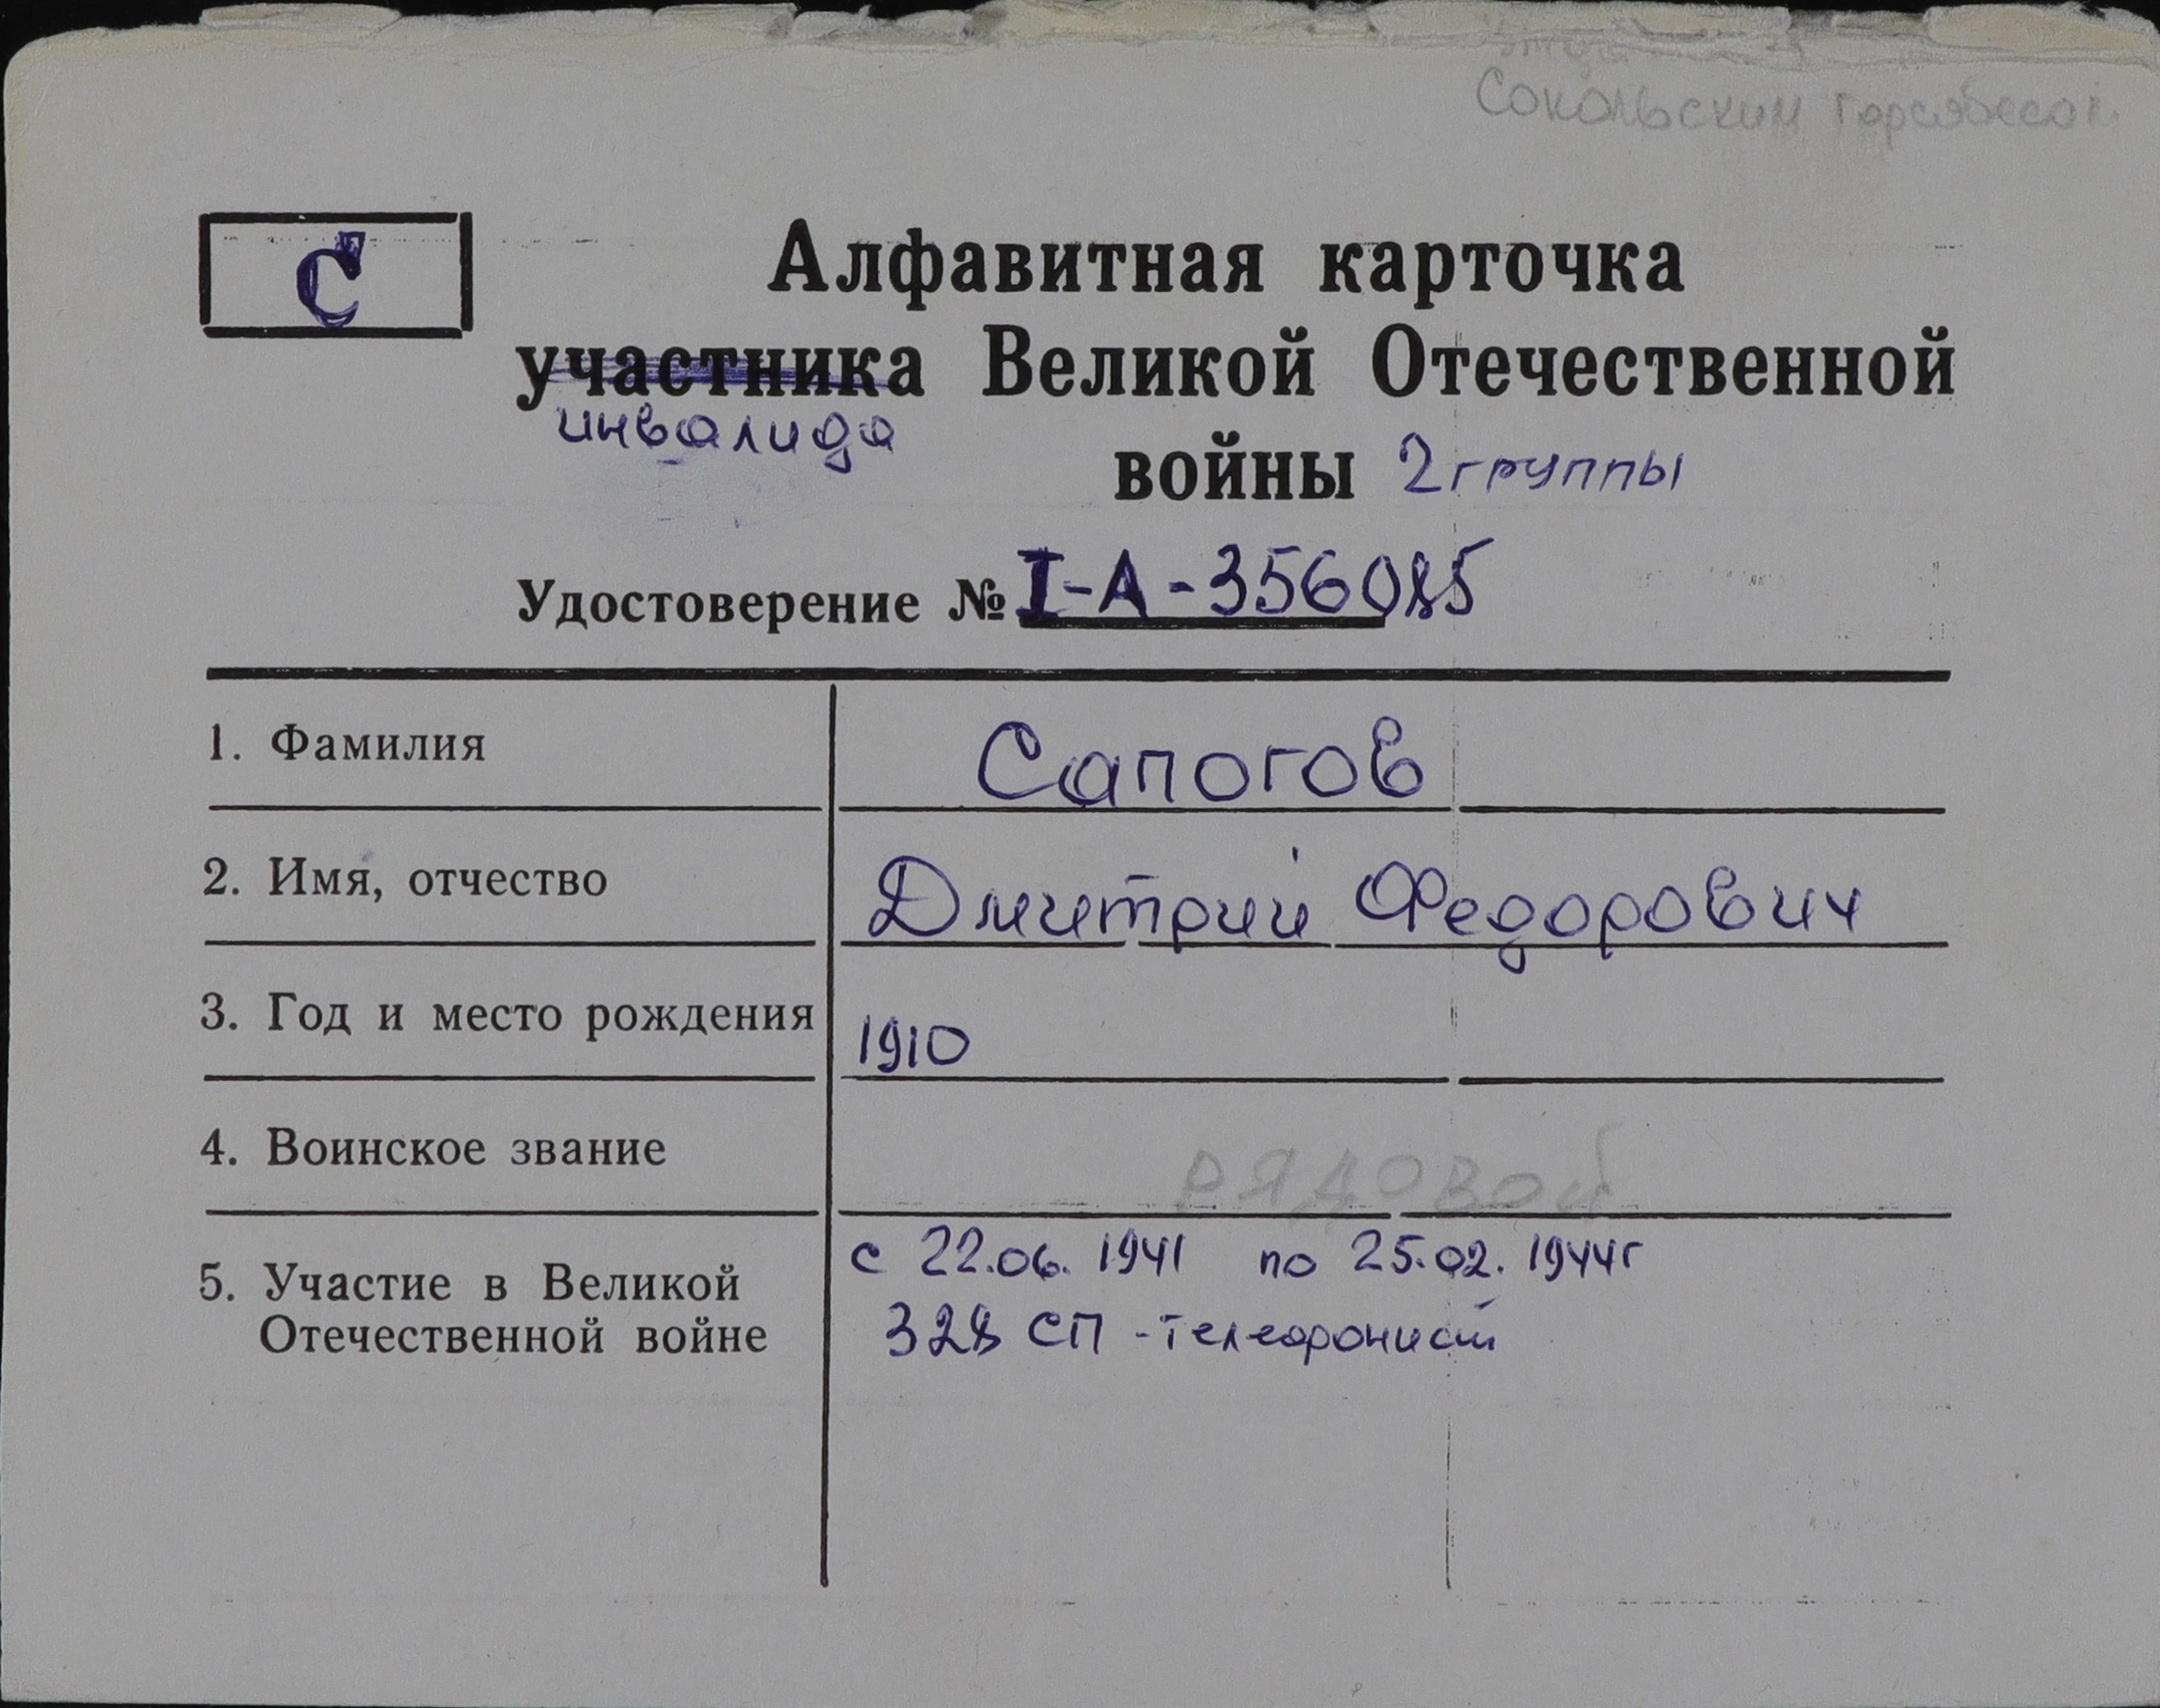 Сокольский горсобес
С
Алфавитная карточка
участника Великой Отечественной
инвалида
войны 2 группы
Удостоверение № I-А-356085
1. Фамилия Сапогов
2. Имя, отчество Дмитрий Федорович
3. Год и место рождения 1910
4. Воинское звание рядовой
с 22.06.1941 по 25.02.1944г
5. Участие в Великой
Отечественной войне 328 СП - телефонист